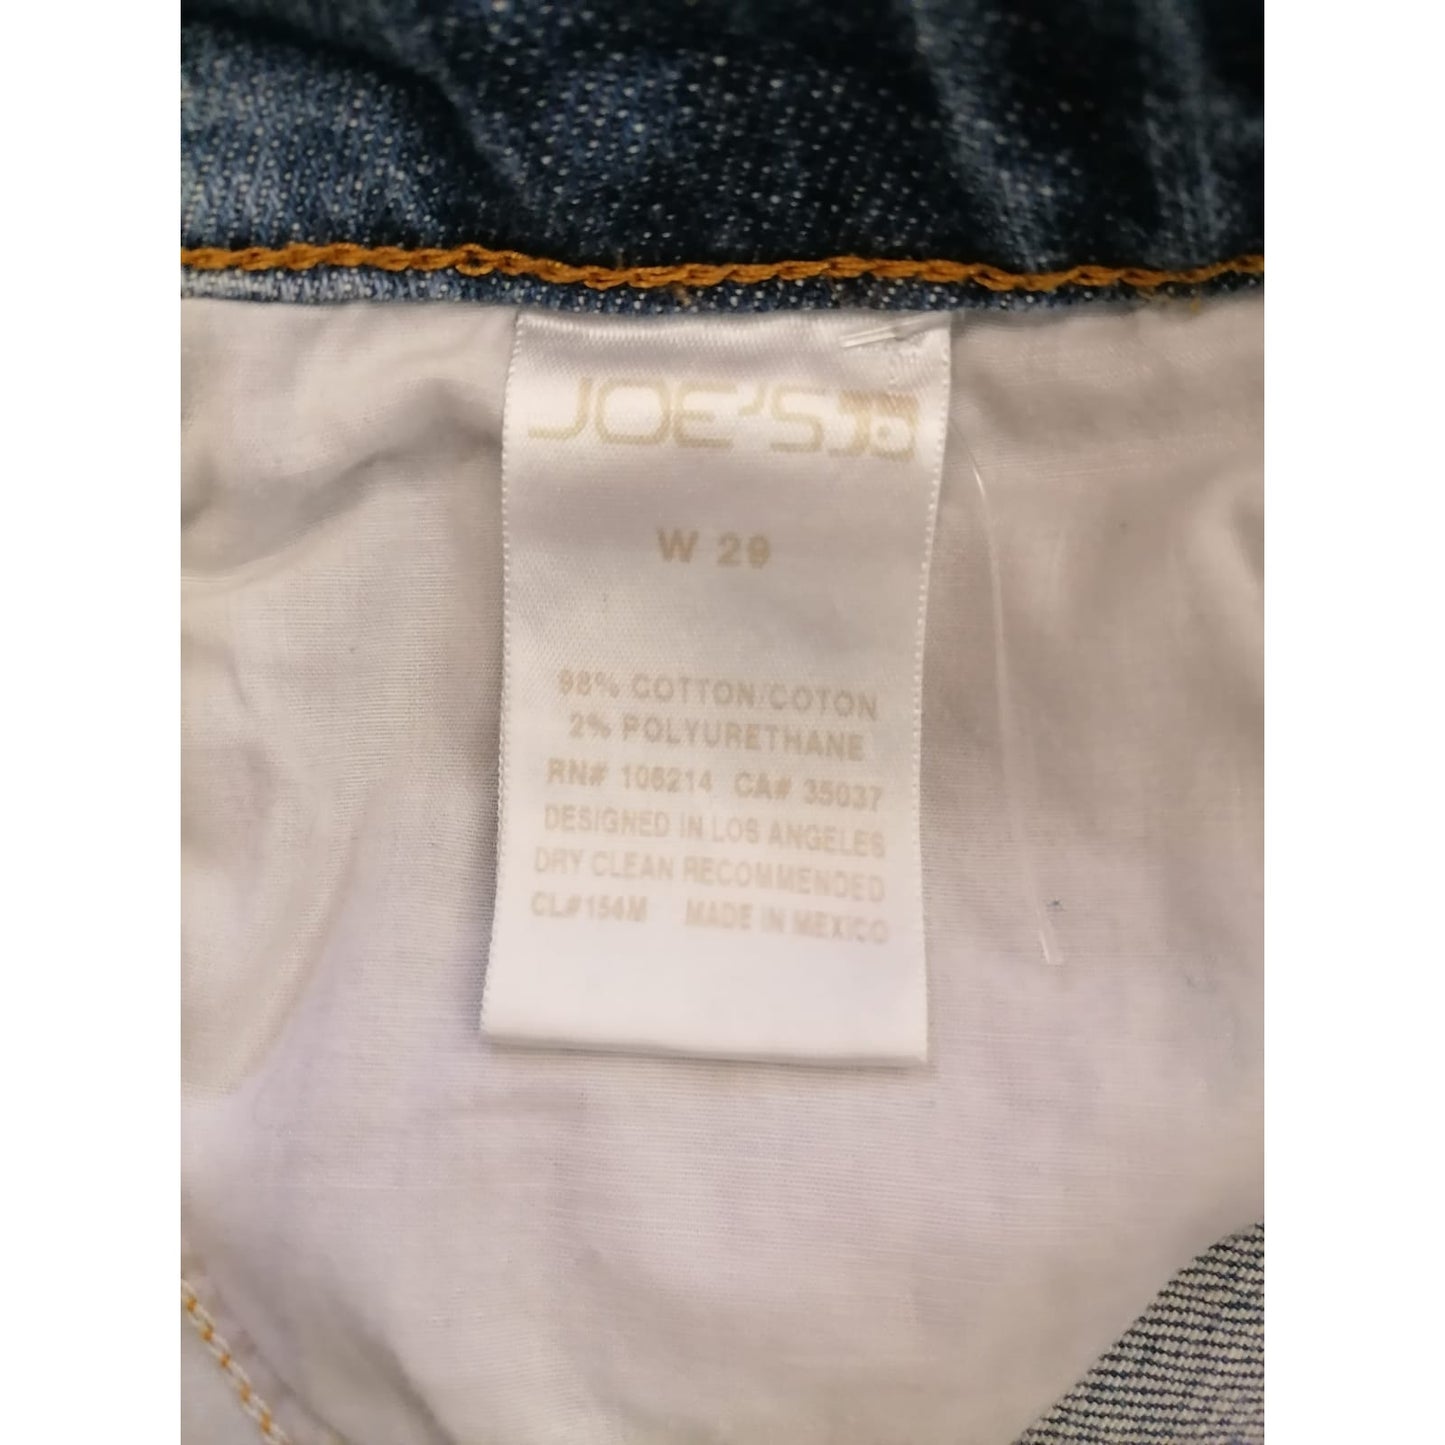 JOE'S
W 29
98% COTTON/COTON
2% POLYURETHANE
RN# 106214 CA# 35037
DESIGNED IN LOS ANGELES
DRY CLEAN RECOMMENDED
CL#154M MADE IN MEXICO